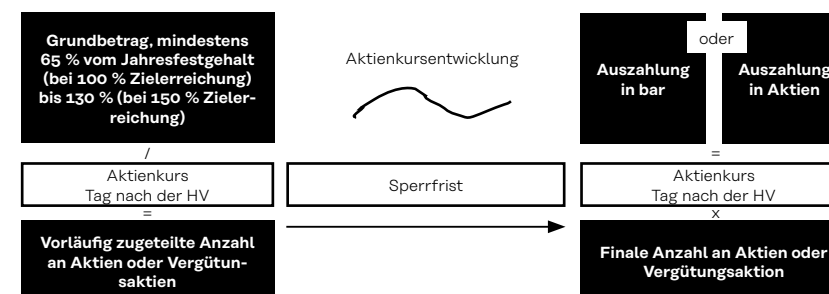 Grundbetrag, mindestens
65 % vom Jahresfestgehalt
(bei 100 % Zielerreichung)
bis 130 % (bei 150 % Zieler-
reichung)
/
Aktienkurs
Tag nach der HV
=
Vorläufig zugeteilte Anzahl
an Aktien oder Vergütun-
saktien
Aktienkursentwicklung
Sperrfrist
oder
Auszahlung
in bar
Auszahlung
in Aktien
=
Aktienkurs
Tag nach der HV
x
Finale Anzahl an Aktien oder
Vergütungsaktion